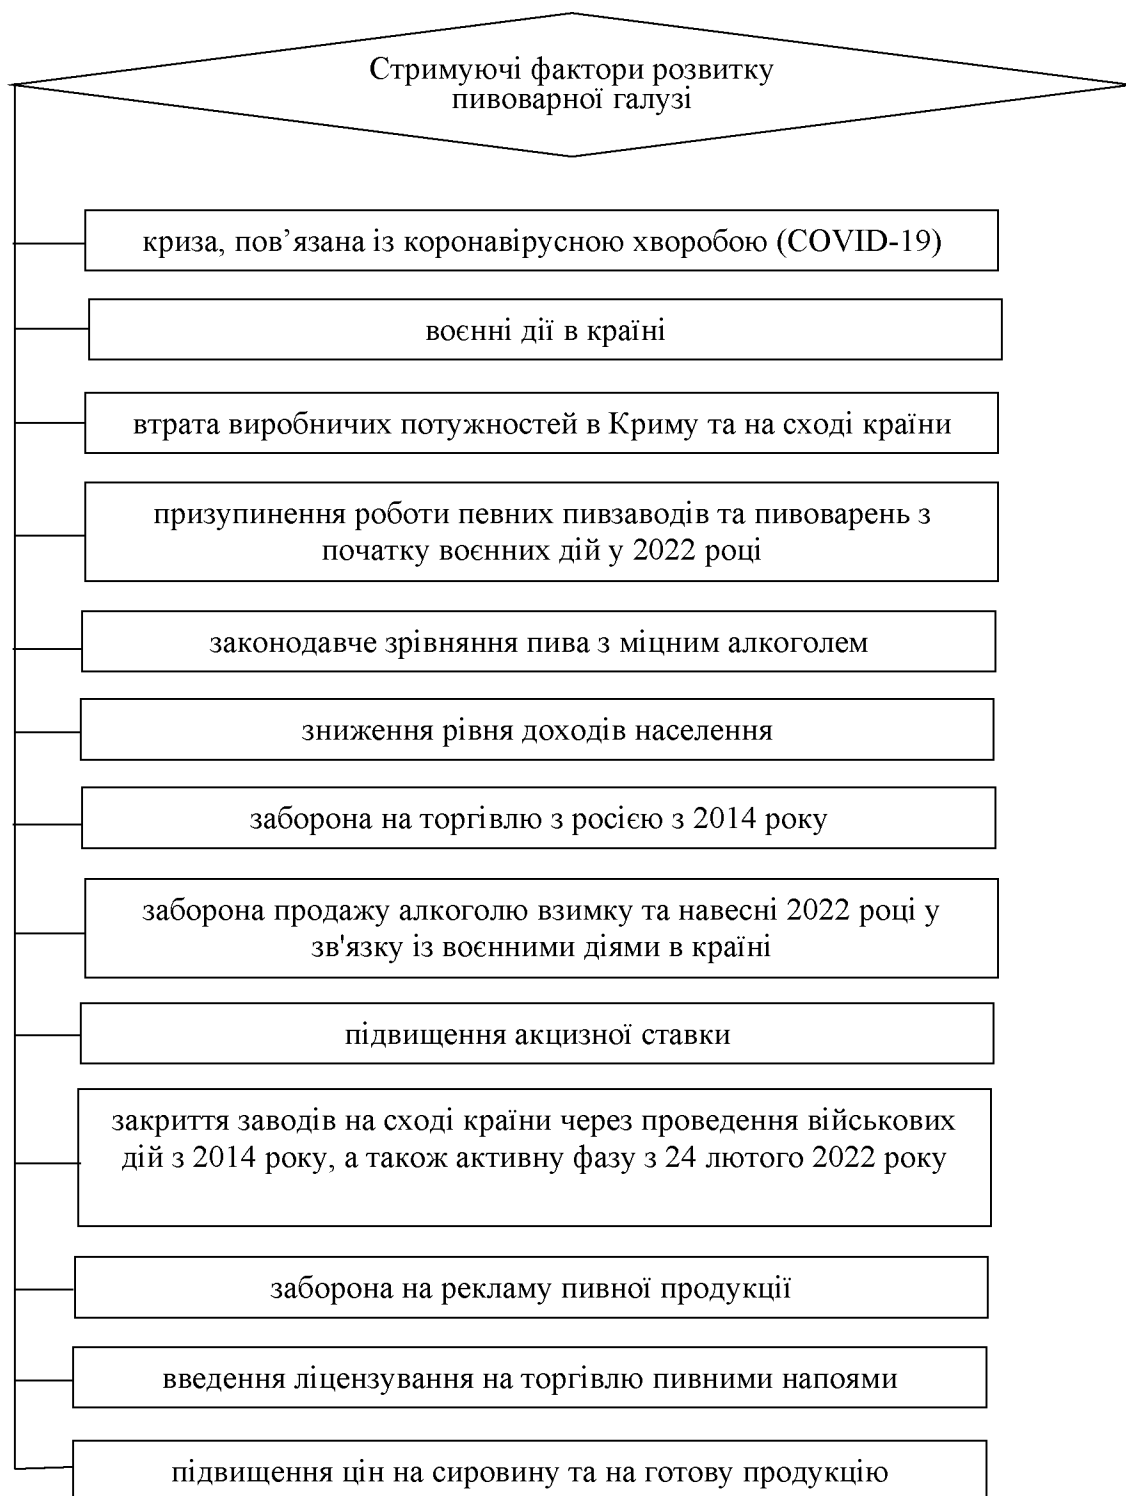 Стримуючі фактори розвитку
пивоварної галузі
криза, пов’язана із коронавірусною хворобою (COVID-19)
воєнні дії в країні
втрата виробничих потужностей в Криму та на сході країни
призупинення роботи певних пивзаводів та пивоварень з
початку воєнних дій у 2022 році
законодавче зрівняння пива з міцним алкоголем
зниження рівня доходів населення
заборона на торгівлю з росією з 2014 року
заборона продажу алкоголю взимку та навесні 2022 році у
зв'язку із воєнними діями в країні
підвищення акцизної ставки
закриття заводів на сході країни через проведення військових
дій з 2014 року, а також активну фазу з 24 лютого 2022 року
заборона на рекламу пивної продукції
введення ліцензування на торгівлю пивними напоями
підвищення цін на сировину та на готову продукцію